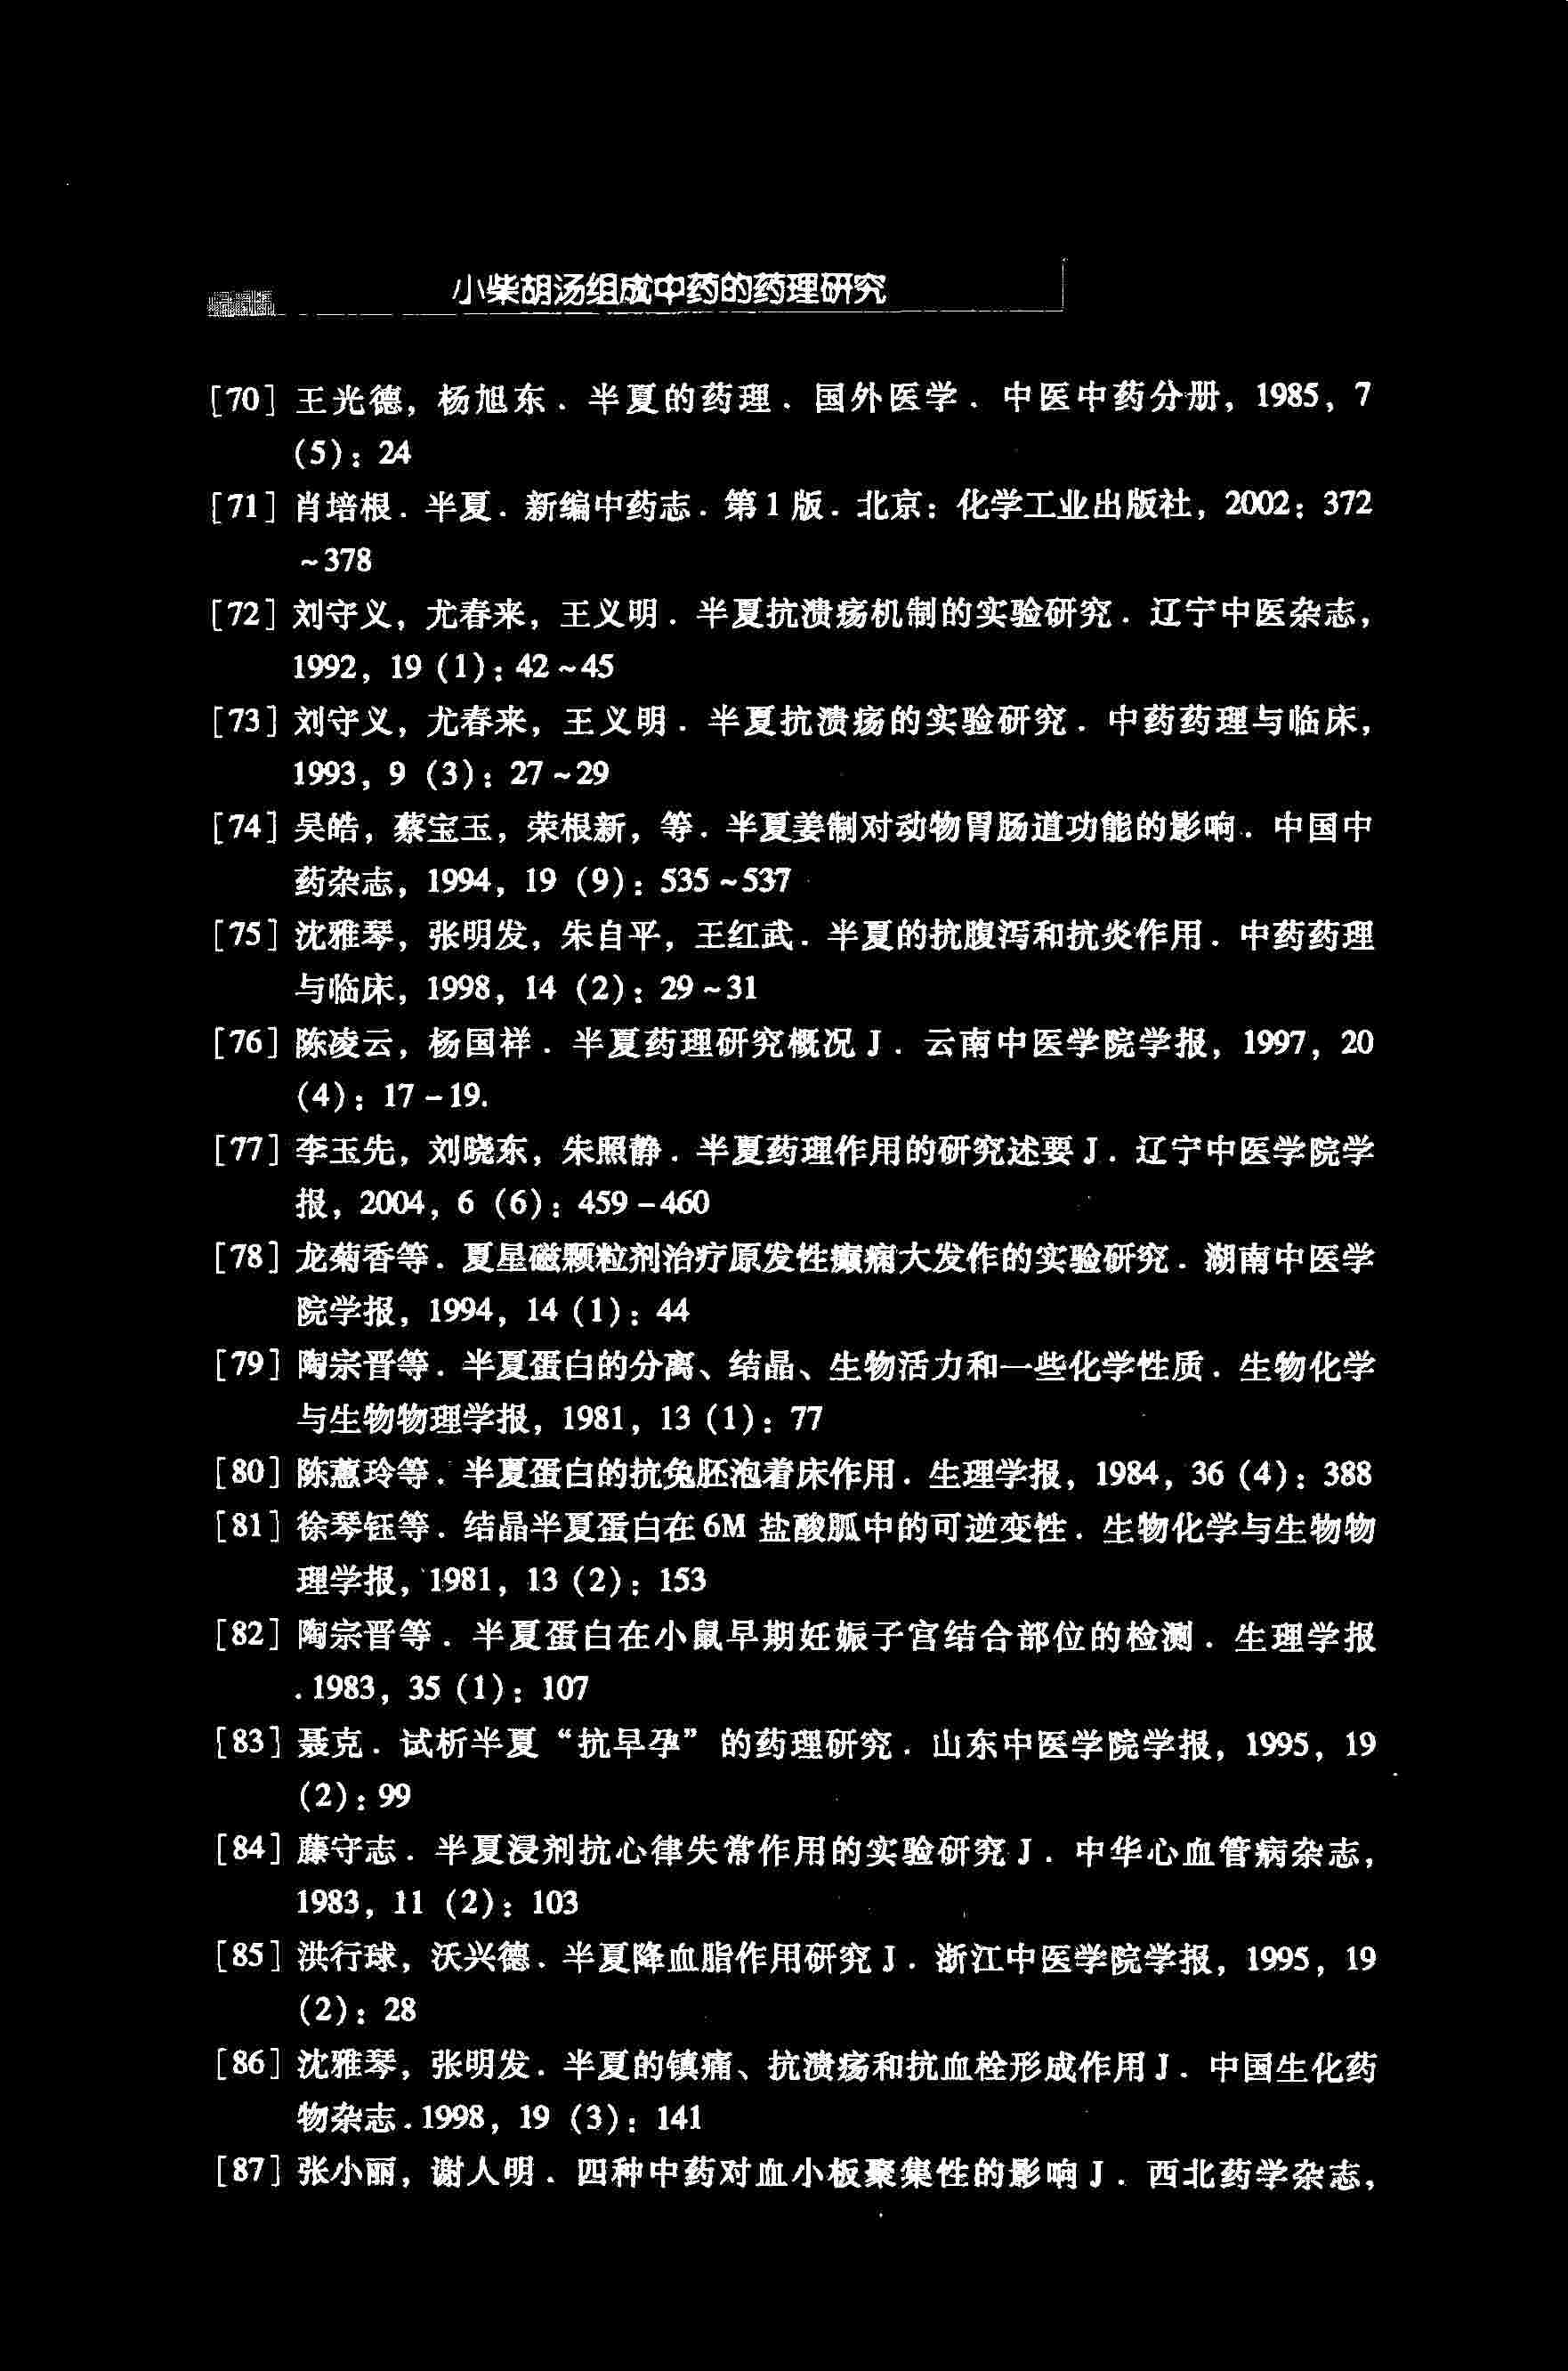 小柴胡汤组成中药的药理研究
[70] 王光德，杨旭东．半夏的药理．国外医学．中医中药分册，1985，7
(5)：24
[71] 肖培根．半夏．新编中药志．第1版．北京：化学工业出版社，2002：372
~378
[72] 刘守义，尤春来，王义明．半夏抗溃疡机制的实验研究．辽宁中医杂志，
1992，19 (1)：42~45
[73] 刘守义，尤春来，王义明．半夏抗溃疡的实验研究．中药药理与临床，
1993，9 (3)：27~29
[74] 吴皓，蔡宝玉，荣根新，等．半夏姜制对动物胃肠道功能的影响．中国中
药杂志，1994，19 (9)：535~537
[75] 沈雅琴，张明发，朱自平，王红武．半夏的抗腹泻和抗炎作用．中药药理
与临床，1998，14 (2)：29~31
[76] 陈凌云，杨国祥．半夏药理研究概况J．云南中医学院学报，1997，20
(4)：17-19.
[77] 李玉先，刘晓东，朱照静．半夏药理作用的研究述要J．辽宁中医学院学
报，2004，6 (6)：459-460
[78] 龙菊香等．夏星磁颗粒剂治疗原发性癫痫大发作的实验研究．湖南中医学
院学报，1994，14 (1)：44
[79] 陶宗晋等．半夏蛋白的分离、结晶、生物活力和一些化学性质．生物化学
与生物物理学报，1981，13 (1)：77
[80] 陈蕙玲等．半夏蛋白的抗兔胚泡着床作用．生理学报，1984，36 (4)：388
[81] 徐琴钰等．结晶半夏蛋白在6M 盐酸胍中的可逆变性．生物化学与生物物
理学报，1981，13 (2)：153
[82] 陶宗晋等．半夏蛋白在小鼠早期妊娠子宫结合部位的检测．生理学报
.1983，35 (1)：107
[83] 聂克．试析半夏“抗早孕”的药理研究．山东中医学院学报，1995，19
(2)：99
[84] 藤守志．半夏浸剂抗心律失常作用的实验研究J．中华心血管病杂志，
1983，11 (2)：103
[85] 洪行球，沃兴德．半夏降血脂作用研究J．浙江中医学院学报，1995，19
(2)：28
[86] 沈雅琴，张明发．半夏的镇痛、抗溃疡和抗血栓形成作用J．中国生化药
物杂志.1998，19 (3)：141
[87] 张小丽，谢人明．四种中药对血小板聚集性的影响J．西北药学杂志，